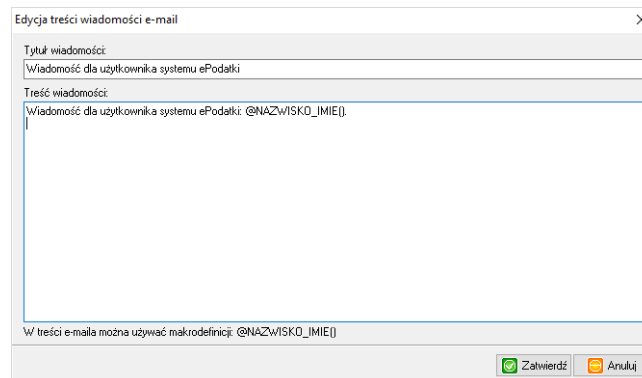 Edycja treści wiadomości e-mail
Tytuł wiadomości:
Wiadomość dla użytkownika systemu ePodatki
Treść wiadomości:
Wiadomość dla użytkownika systemu ePodatki: @NAZWISKO_IMIE().
W treści e-maila można używać makrodefinicji: @NAZWISKO_IMIE()
Zatwierdź Anuluj